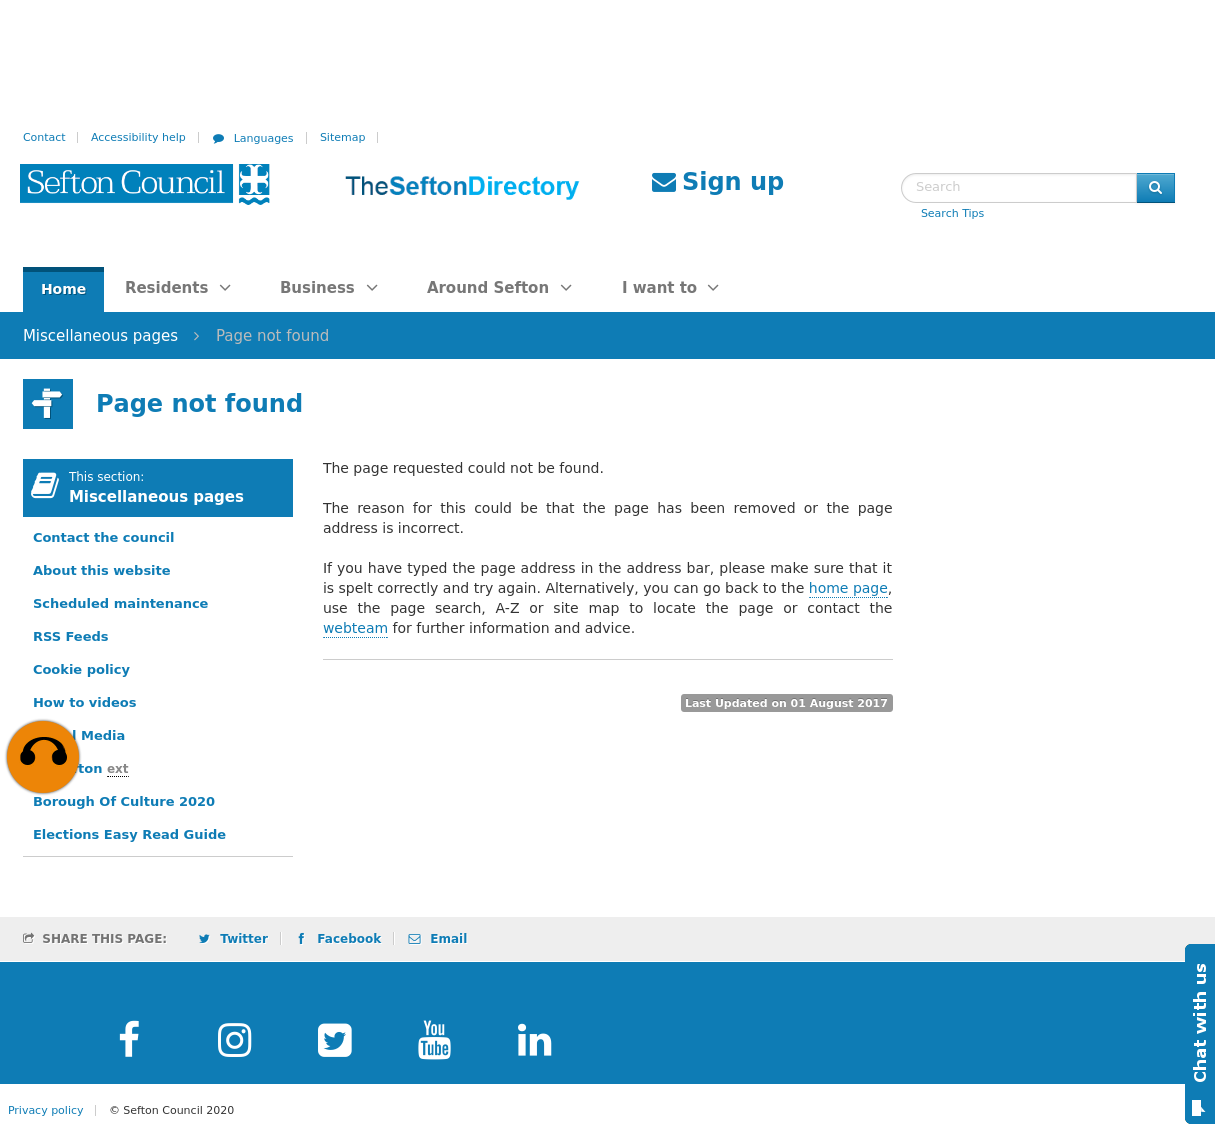 Contact
Accessibility help
Languages
Sitemap
Sefton Council
TheSeftonDirectory
Sign up
Search
Search Tips
Home
Residents
Business
Around Sefton
I want to
Miscellaneous pages
Page not found
Page not found
This section:
Miscellaneous pages
Contact the council
About this website
Scheduled maintenance
RSS Feeds
Cookie policy
How to videos
Media
ext
Borough Of Culture 2020
Elections Easy Read Guide
The page requested could not be found.
The reason for this could be that the page has been removed or the page
address is incorrect.
If you have typed the page address in the address bar, please make sure that it
is spelt correctly and try again. Alternatively, you can go back to the home page,
use the page search, A-Z or site map to locate the page or contact the
webteam for further information and advice.
Last Updated on 01 August 2017
SHARE THIS PAGE:
Twitter
Facebook
Email
You
Tube
in
Chat with us
Privacy policy
© Sefton Council 2020